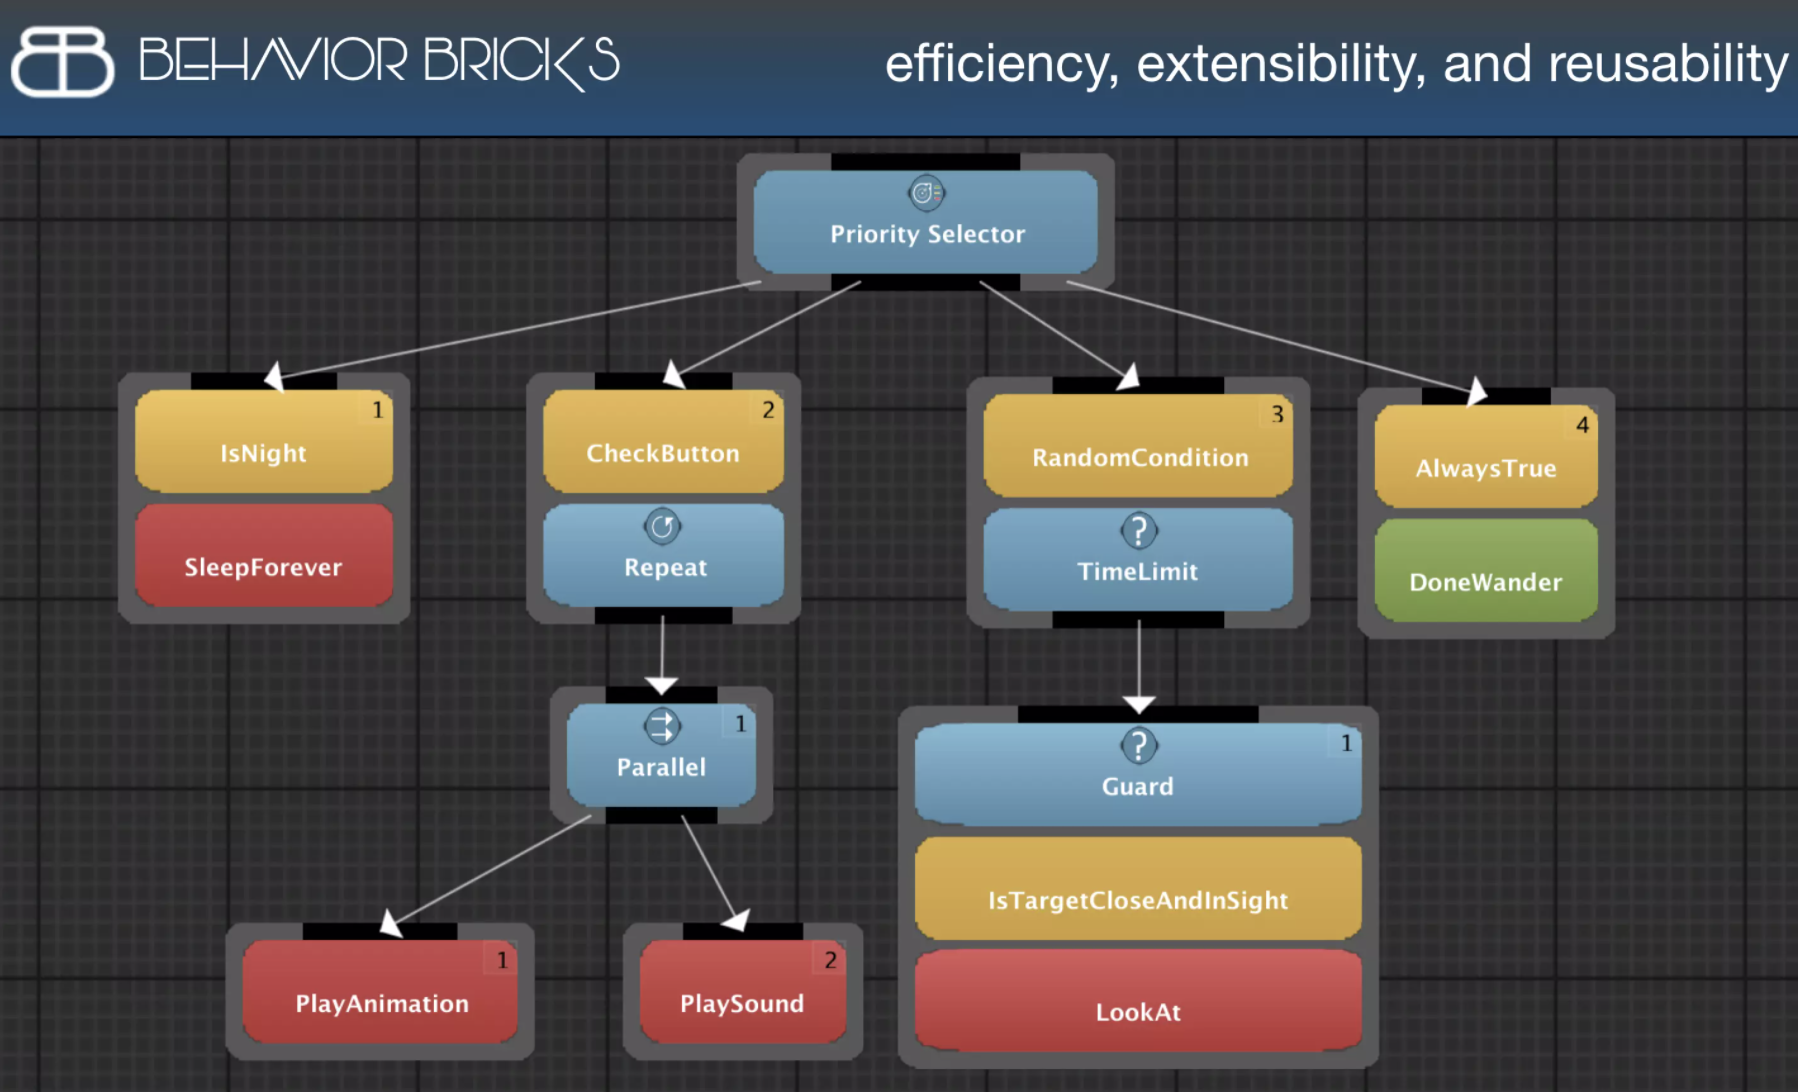 BEHAVIOR BRICKS
efficiency, extensibility, and reusability
Priority Selector
1
IsNight
SleepForever
2
CheckButton
Repeat
3
RandomCondition
?
TimeLimit
4
AlwaysTrue
DoneWander
1
Parallel
?
1
Guard
IsTargetCloseAndInSight
LookAt
1
PlayAnimation
2
PlaySound